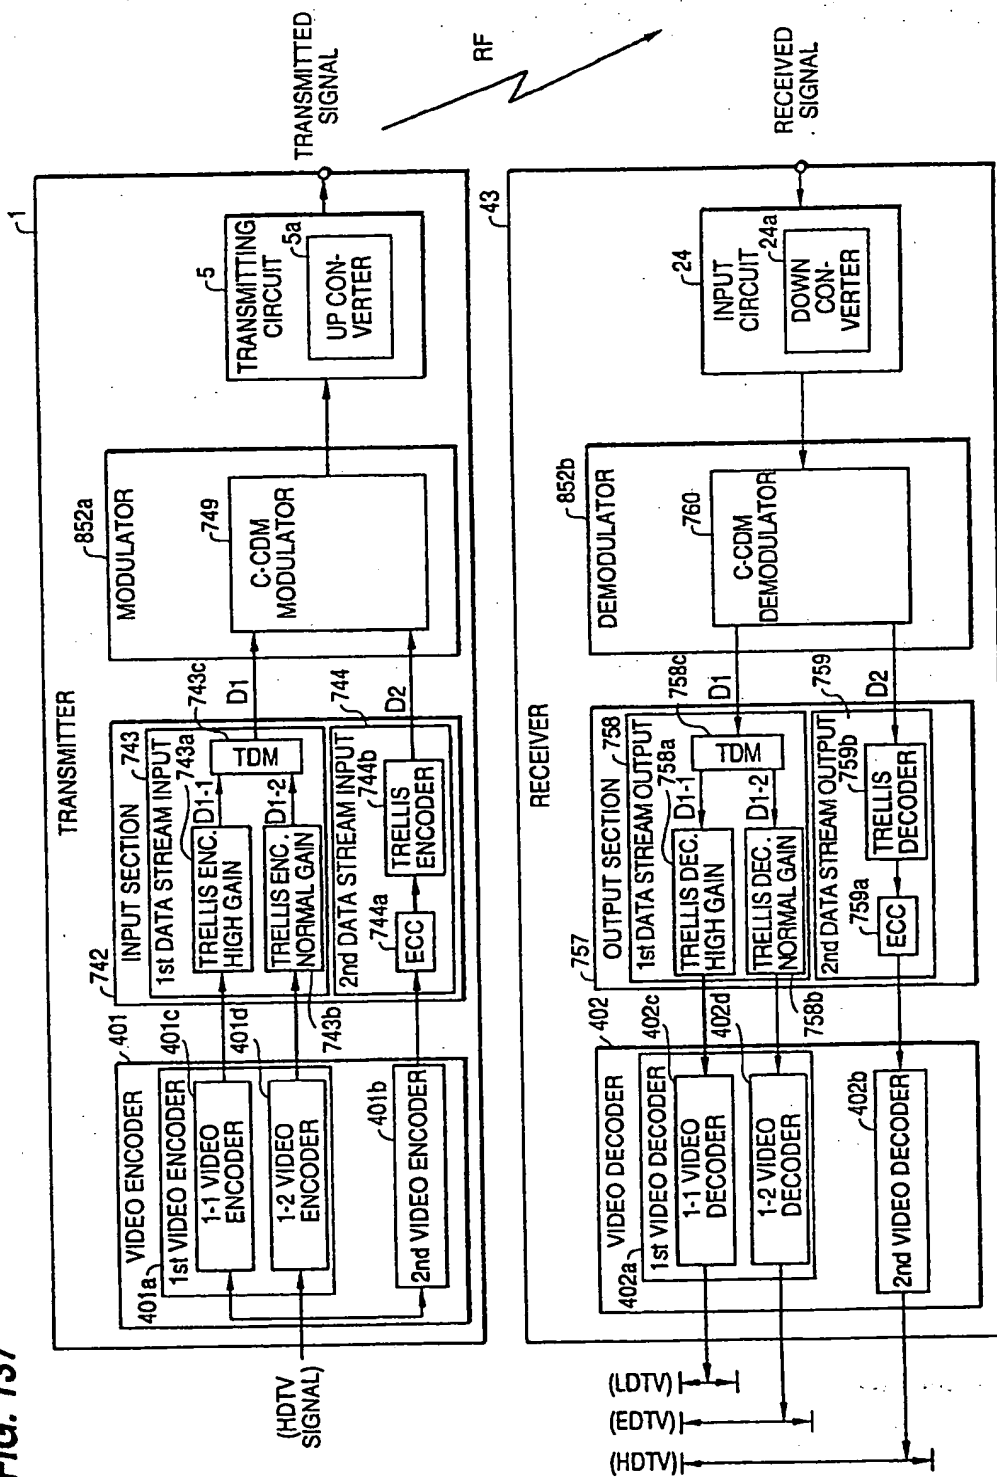 FIG. 137
1
TRANSMITTER
(HDTV
SIGNAL)
401
VIDEO ENCODER
401a
1st VIDEO ENCODER
401c
1-1 VIDEO
ENCODER
401d
1-2 VIDEO
ENCODER
401b
2nd VIDEO ENCODER
742
INPUT SECTION
743
1st DATA STREAM INPUT
743a
TRELLIS ENC.
HIGH GAIN
D1-1
743b
TRELLIS ENC.
NORMAL GAIN
D1-2
743c
TDM
D1
744
2nd DATA STREAM INPUT
744a
ECC
744b
TRELLIS
ENCODER
D2
852a
MODULATOR
749
C-CDM
MODULATOR
5
TRANSMITTING
CIRCUIT
5a
UP CON-
VERTER
TRANSMITTED
SIGNAL
RF
43
RECEIVER
(LDTV)
(EDTV)
(HDTV)
402
VIDEO DECODER
402a
1st VIDEO DECODER
402c
1-1 VIDEO
DECODER
402d
1-2 VIDEO
DECODER
402b
2nd VIDEO DECODER
757
OUTPUT SECTION
758
1st DATA STREAM OUTPUT
758a
TRELLIS DEC.
HIGH GAIN
D1-1
758b
TRELLIS DEC.
NORMAL GAIN
D1-2
758c
TDM
D1
759
2nd DATA STREAM OUTPUT
759a
ECC
759b
TRELLIS
DECODER
D2
852b
DEMODULATOR
760
C-CDM
DEMODULATOR
24
INPUT
CIRCUIT
24a
DOWN
CON-
VERTER
RECEIVED
SIGNAL